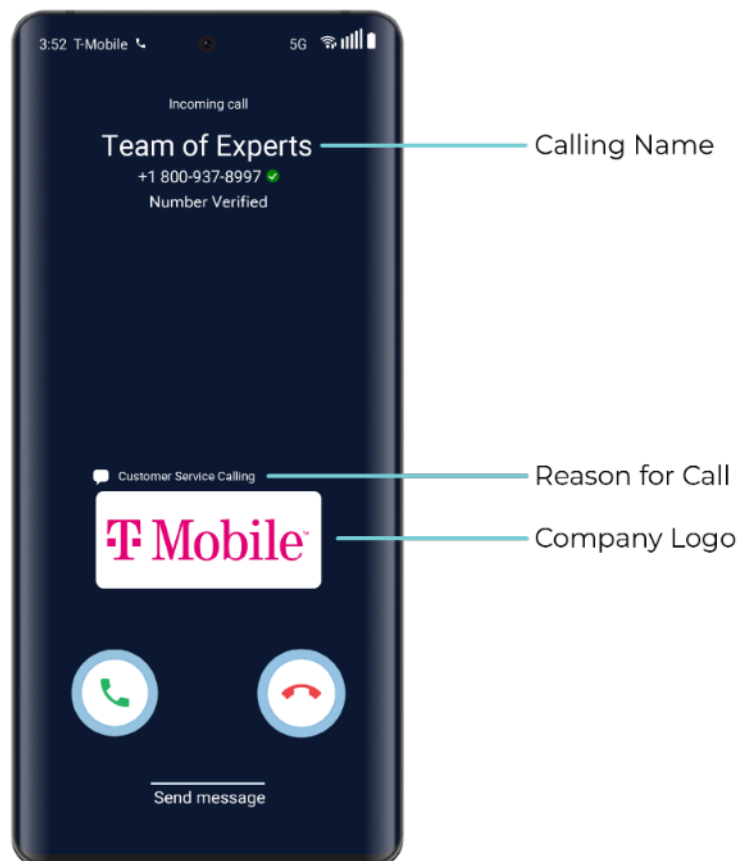 3:52 T-Mobile 5G
Incoming call
Team of Experts
Calling Name
+1 800-937-8997
Number Verified
Customer Service Calling
Reason for Call
T Mobile™
Company Logo
Send message